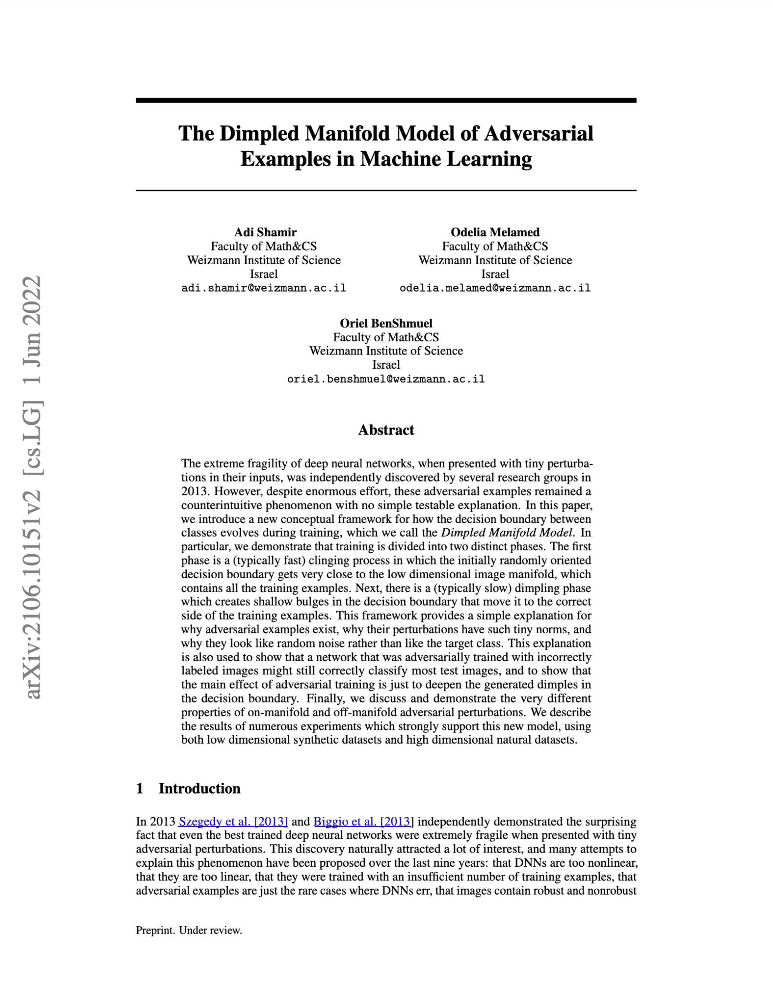 The Dimpled Manifold Model of Adversarial
Examples in Machine Learning
Adi Shamir
Faculty of Math&CS
Weizmann Institute of Science
Israel
adi.shamir@weizmann.ac.il
Odelia Melamed
Faculty of Math&CS
Weizmann Institute of Science
Israel
odelia.melamed@weizmann.ac.il
Oriel BenShmuel
Faculty of Math&CS
Weizmann Institute of Science
Israel
oriel.benshmuel@weizmann.ac.il
arXiv:2106.10151v2 [cs.LG] 1 Jun 2022
Abstract
The extreme fragility of deep neural networks, when presented with tiny perturba-
tions in their inputs, was independently discovered by several research groups in
2013. However, despite enormous effort, these adversarial examples remained a
counterintuitive phenomenon with no simple testable explanation. In this paper,
we introduce a new conceptual framework for how the decision boundary between
classes evolves during training, which we call the Dimpled Manifold Model. In
particular, we demonstrate that training is divided into two distinct phases. The first
phase is a (typically fast) clinging process in which the initially randomly oriented
decision boundary gets very close to the low dimensional image manifold, which
contains all the training examples. Next, there is a (typically slow) dimpling phase
which creates shallow bulges in the decision boundary that move it to the correct
side of the training examples. This framework provides a simple explanation for
why adversarial examples exist, why their perturbations have such tiny norms, and
why they look like random noise rather than like the target class. This explanation
is also used to show that a network that was adversarially trained with incorrectly
labeled images might still correctly classify most test images, and to show that
the main effect of adversarial training is just to deepen the generated dimples in
the decision boundary. Finally, we discuss and demonstrate the very different
properties of on-manifold and off-manifold adversarial perturbations. We describe
the results of numerous experiments which strongly support this new model, using
both low dimensional synthetic datasets and high dimensional natural datasets.
1 Introduction
In 2013 Szegedy et al. [2013] and Biggio et al. [2013] independently demonstrated the surprising
fact that even the best trained deep neural networks were extremely fragile when presented with tiny
adversarial perturbations. This discovery naturally attracted a lot of interest, and many attempts to
explain this phenomenon have been proposed over the last nine years: that DNNs are too nonlinear,
that they are too linear, that they were trained with an insufficient number of training examples, that
adversarial examples are just the rare cases where DNNs err, that images contain robust and nonrobust
Preprint. Under review.